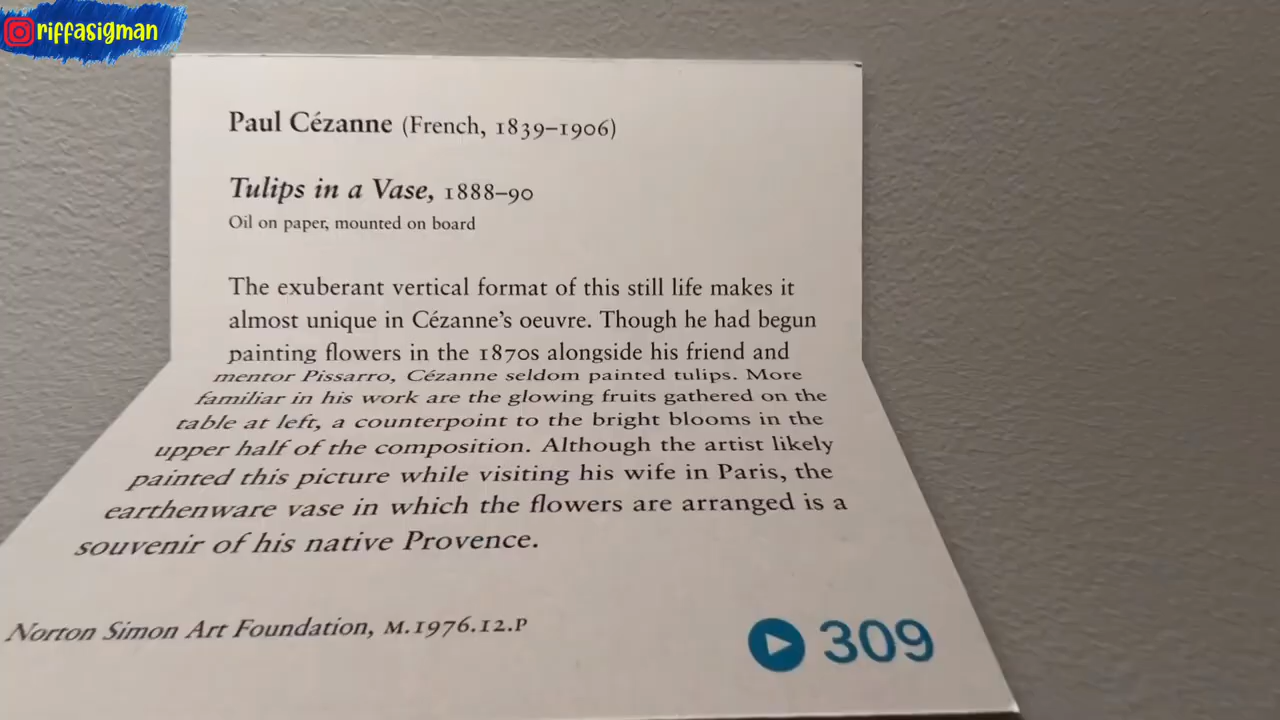 riffasigman
Paul Cézanne (French, 1839–1906)
Tulips in a Vase, 1888–90
Oil on paper, mounted on board
The exuberant vertical format of this still life makes it
almost unique in Cézanne's oeuvre. Though he had begun
painting flowers in the 1870s alongside his friend and
mentor Pissarro, Cézanne seldom painted tulips. More
familiar in his work are the glowing fruits gathered on the
table at left, a counterpoint to the bright blooms in the
upper half of the composition. Although the artist likely
painted this picture while visiting his wife in Paris, the
earthenware vase in which the flowers are arranged is a
souvenir of his native Provence.
Norton Simon Art Foundation, M.1976.12.P
309